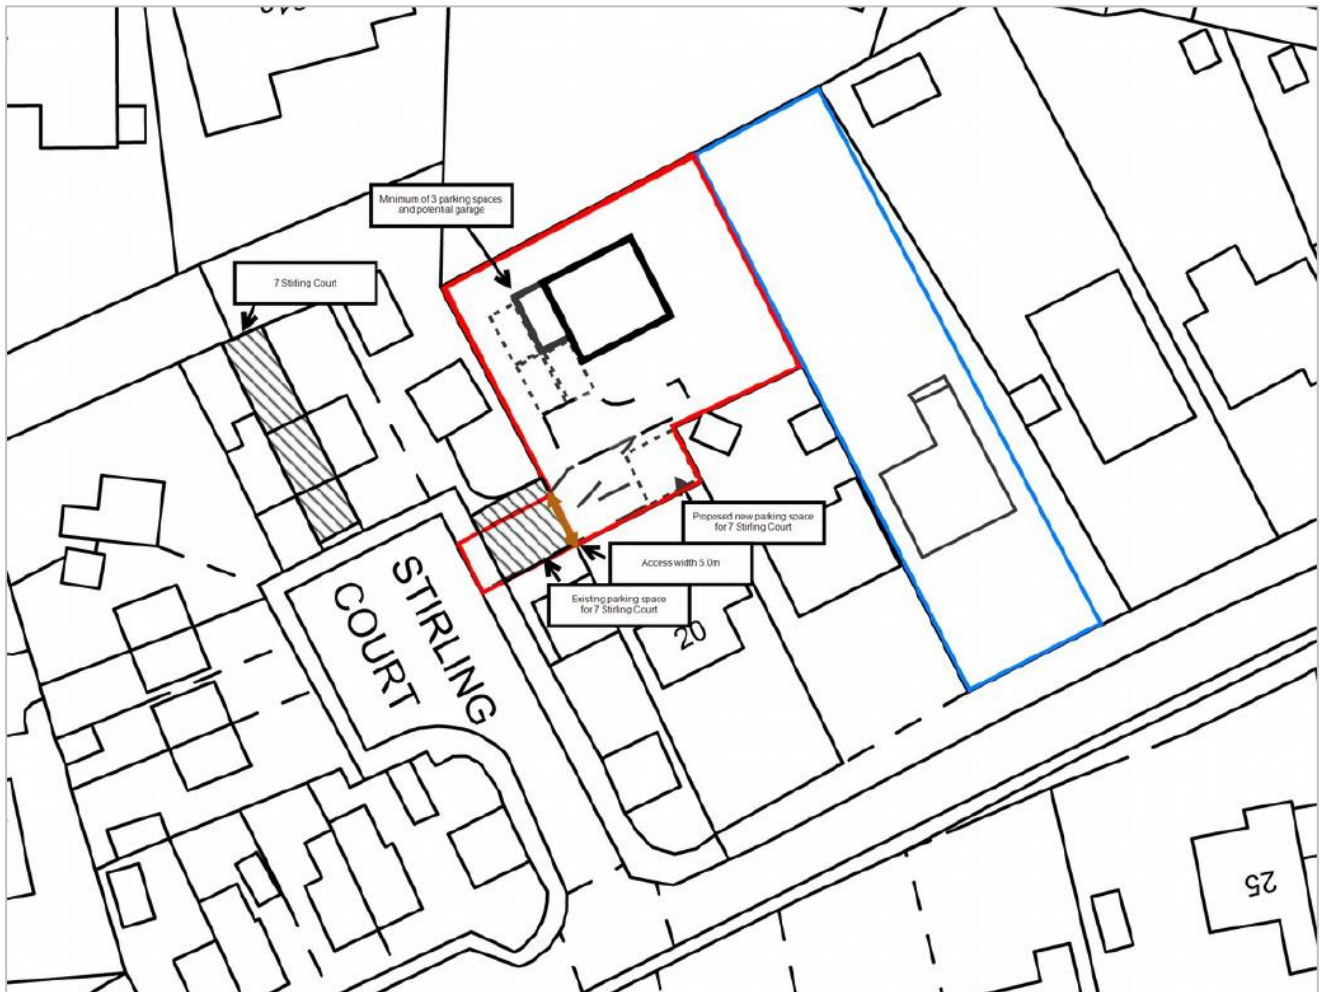 Minimum of 3 parking spaces
and potential garage
7 Stirling Court
STIRLING
COURT
Proposed new parking space
for 7 Stirling Court
Access width 5.0m
Existing parking space
for 7 Stirling Court
20
25